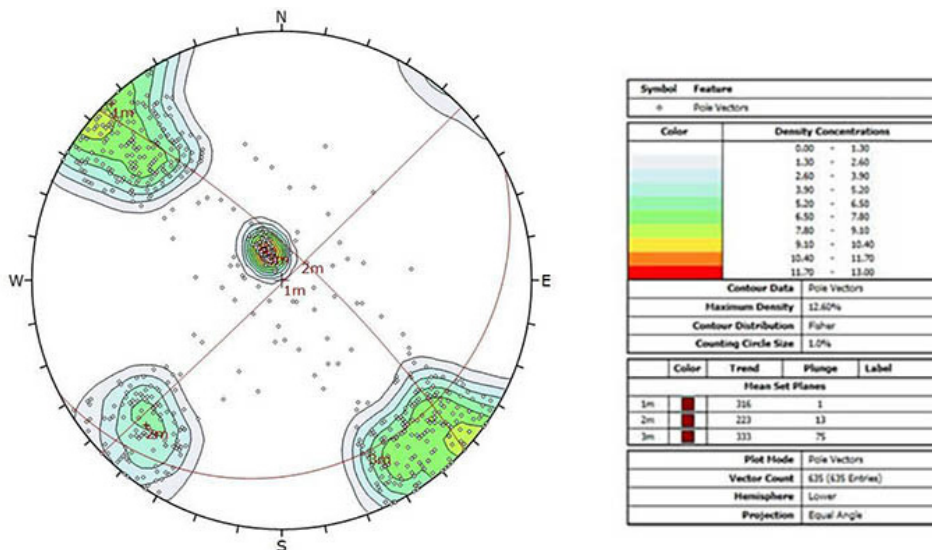 N
1m
W
3m
2m
E
1m
2m
3m
S
Symbol Feature
Pole Vectors
Color Density Concentrations
0.00 - 1.30
1.30 - 2.60
2.60 - 3.90
3.90 - 5.20
5.20 - 6.50
6.50 - 7.80
7.80 - 9.10
9.10 - 10.40
10.40 - 11.70
11.70 - 13.00
Contour Data Pole Vectors
Maximum Density 12.60%
Contour Distribution Fisher
Counting Circle Size 1.0%
Color Trend Plunge Label
Mean Set Planes
1m 316 1
2m 223 13
3m 333 75
Plot Mode Pole Vectors
Vector Count 635 (635 Entries)
Hemisphere Lower
Projection Equal Angle